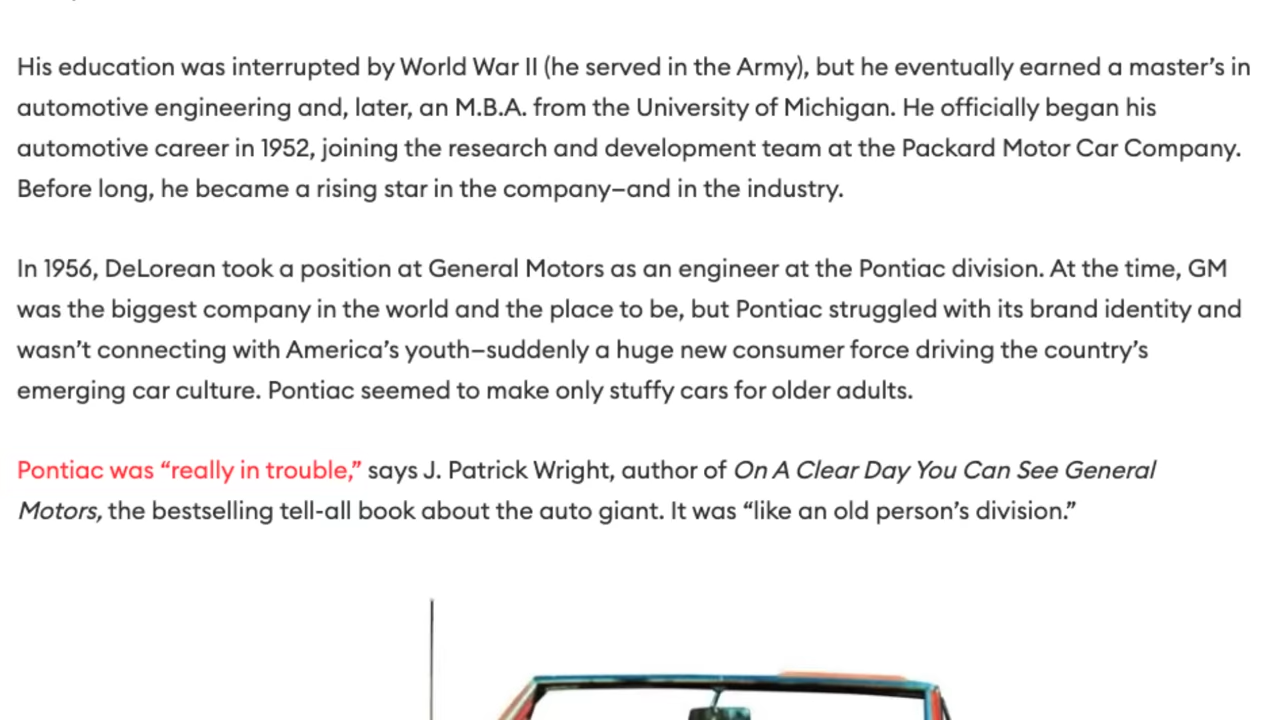 His education was interrupted by World War II (he served in the Army), but he eventually earned a master's in
automotive engineering and, later, an M.B.A. from the University of Michigan. He officially began his
automotive career in 1952, joining the research and development team at the Packard Motor Car Company.
Before long, he became a rising star in the company–and in the industry.
In 1956, DeLorean took a position at General Motors as an engineer at the Pontiac division. At the time, GM
was the biggest company in the world and the place to be, but Pontiac struggled with its brand identity and
wasn't connecting with America's youth–suddenly a huge new consumer force driving the country's
emerging car culture. Pontiac seemed to make only stuffy cars for older adults.
Pontiac was “really in trouble,” says J. Patrick Wright, author of On A Clear Day You Can See General
Motors, the bestselling tell-all book about the auto giant. It was “like an old person’s division.”